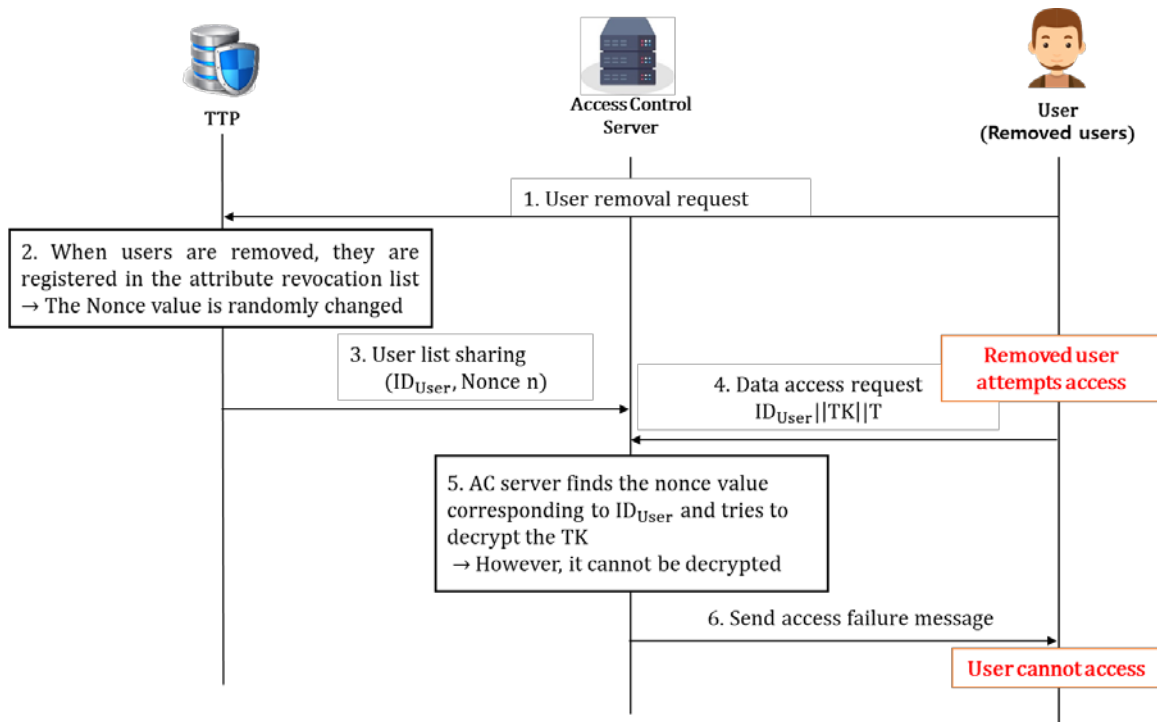 TTP
Access Control
Server
User
(Removed users)
1. User removal request
2. When users are removed, they are
registered in the attribute revocation list
→ The Nonce value is randomly changed
3. User list sharing
(ID_User, Nonce n)
Removed user
attempts access
4. Data access request
ID_User||TK||T
5. AC server finds the nonce value
corresponding to ID_User and tries to
decrypt the TK
→ However, it cannot be decrypted
6. Send access failure message
User cannot access